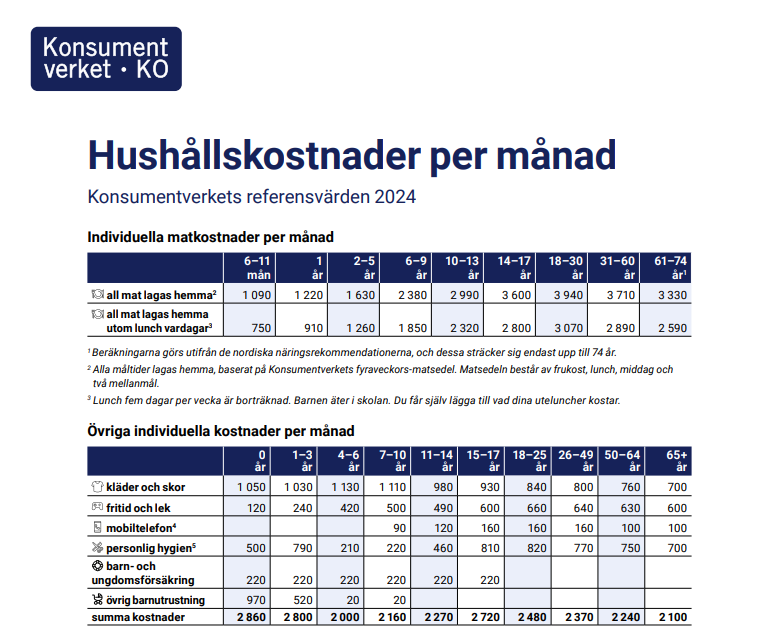 Konsument
verket · KO
Hushållskostnader per månad
Konsumentverkets referensvärden 2024
Individuella matkostnader per månad
6–11 mån 1 år 2–5 år 6–9 år 10–13 år 14–17 år 18–30 år 31–60 år 61–74 år¹
all mat lagas hemma² 1 090 1 220 1 630 2 380 2 990 3 600 3 940 3 710 3 330
all mat lagas hemma
utom lunch vardagar³ 750 910 1 260 1 850 2 320 2 800 3 070 2 890 2 590
¹ Beräkningarna görs utifrån de nordiska näringsrekommendationerna, och dessa sträcker sig endast upp till 74 år.
² Alla måltider lagas hemma, baserat på Konsumentverkets fyraveckors-matsedel. Matsedeln består av frukost, lunch, middag och
två mellanmål.
³ Lunch fem dagar per vecka är borträknad. Barnen äter i skolan. Du får själv lägga till vad dina uteluncher kostar.
Övriga individuella kostnader per månad
0 år 1–3 år 4–6 år 7–10 år 11–14 år 15–17 år 18–25 år 26–49 år 50–64 år 65+ år
kläder och skor 1 050 1 030 1 130 1 110 980 930 840 800 760 700
fritid och lek 120 240 420 500 490 600 660 640 630 600
mobiltelefon⁴ 90 120 160 160 160 100 100
personlig hygien⁵ 500 790 210 220 460 810 820 770 750 700
barn- och
ungdomsförsäkring 220 220 220 220 220 220
övrig barnutrustning 970 520 20 20
summa kostnader 2 860 2 800 2 000 2 160 2 270 2 720 2 480 2 370 2 240 2 100